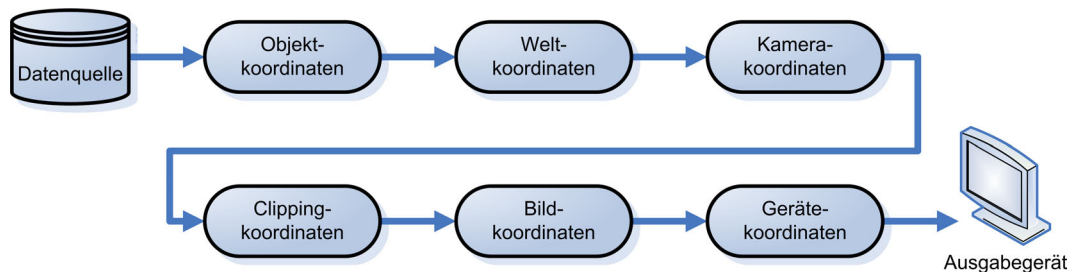 Datenquelle
Objekt-
koordinaten
Welt-
koordinaten
Kamera-
koordinaten
Clipping-
koordinaten
Bild-
koordinaten
Geräte-
koordinaten
Ausgabegerät